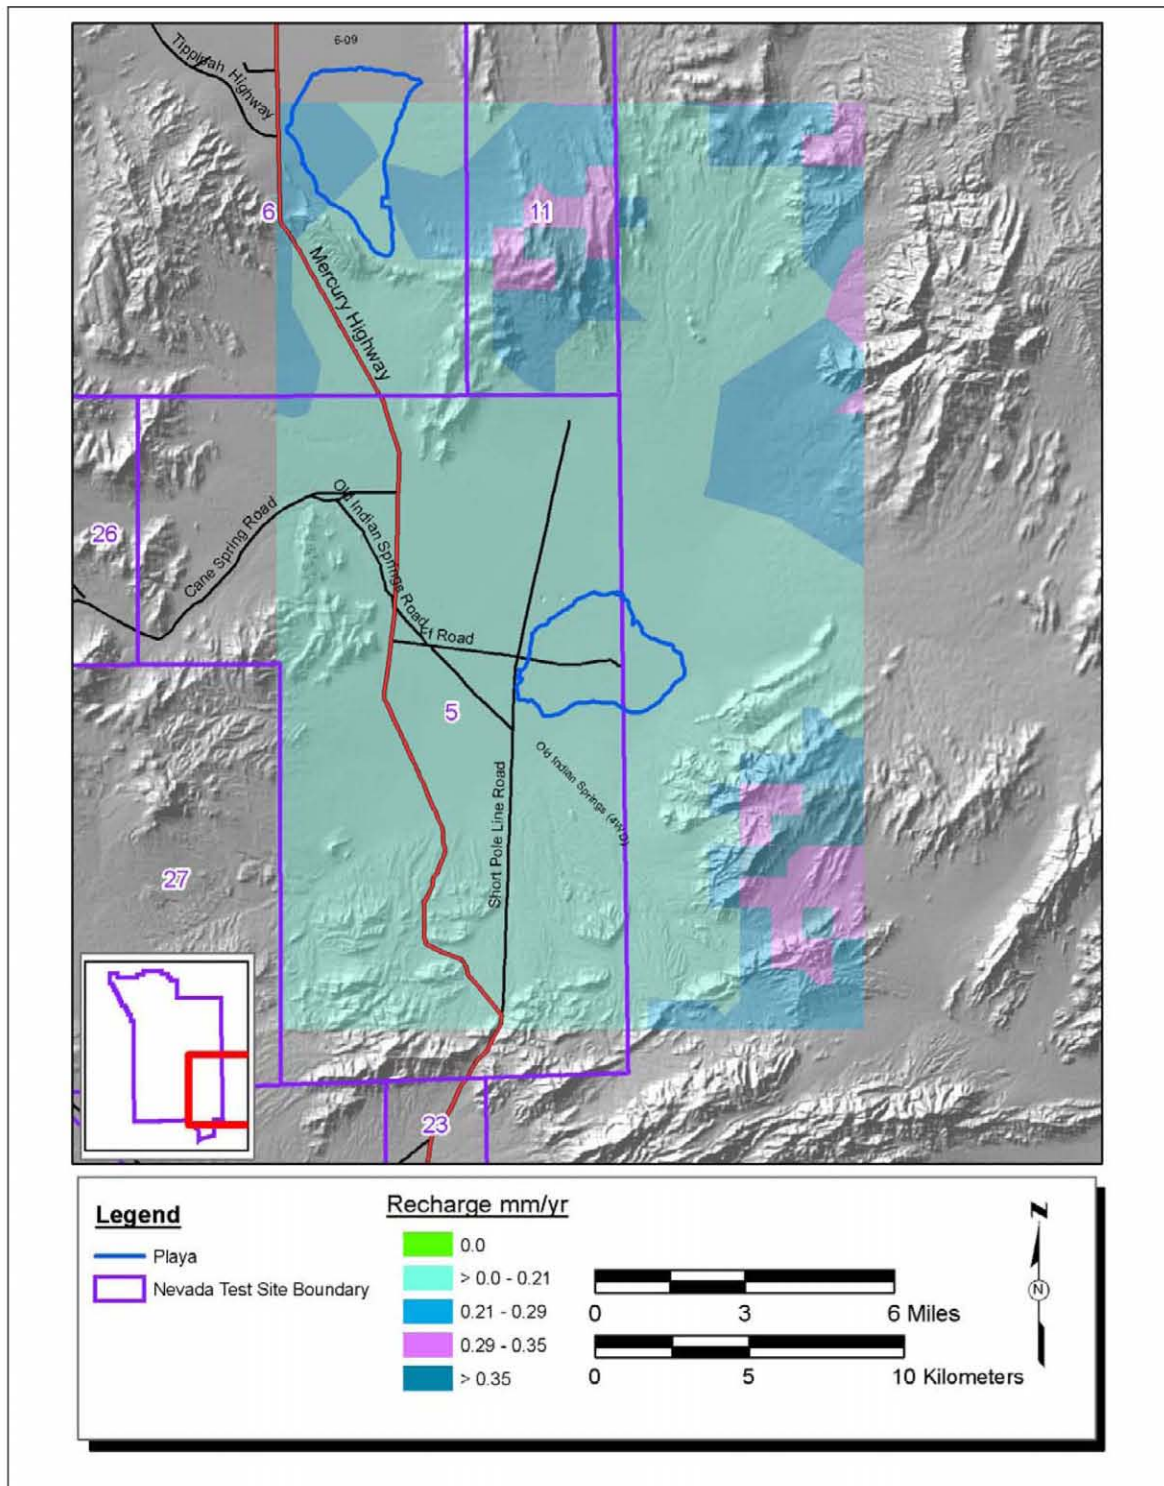 6-09
Tippipah Highway
6
11
Mercury Highway
Old Indian Springs Road
Cane Spring Road
26
5
Old Indian Springs (4WD)
Short Pole Line Road
27
23
Legend
Playa
Nevada Test Site Boundary
Recharge mm/yr
0.0
> 0.0 - 0.21
0.21 - 0.29
0.29 - 0.35
> 0.35
0 3 6 Miles
0 5 10 Kilometers
N
N